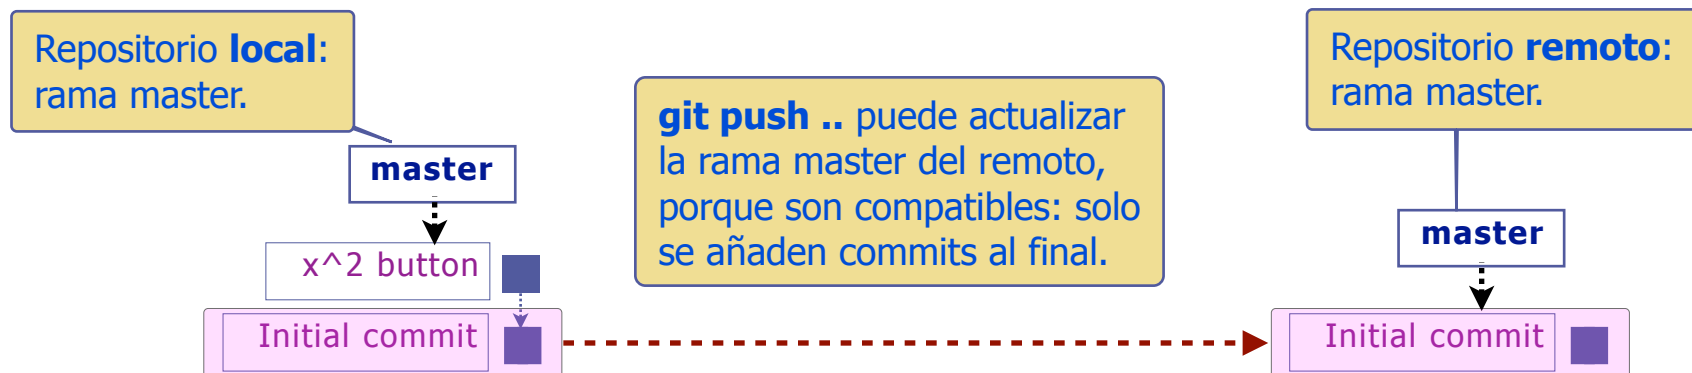 Repositorio local:
rama master.
master
x^2 button
Initial commit
git push .. puede actualizar
la rama master del remoto,
porque son compatibles: solo
se añaden commits al final.
Repositorio remoto:
rama master.
master
Initial commit